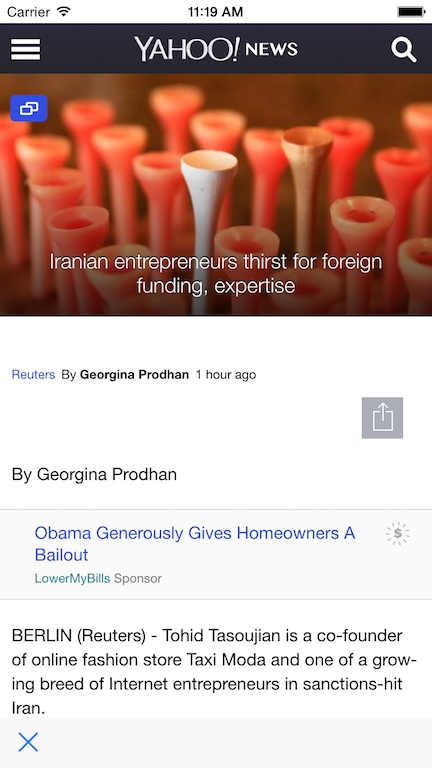 Carrier 11:19 AM
YAHOO! NEWS
Iranian entrepreneurs thirst for foreign
funding, expertise
Reuters By Georgina Prodhan 1 hour ago
By Georgina Prodhan
Obama Generously Gives Homeowners A
Bailout
$
LowerMyBills Sponsor
BERLIN (Reuters) - Tohid Tasoujian is a co-founder
of online fashion store Taxi Moda and one of a grow-
ing breed of Internet entrepreneurs in sanctions-hit
Iran.